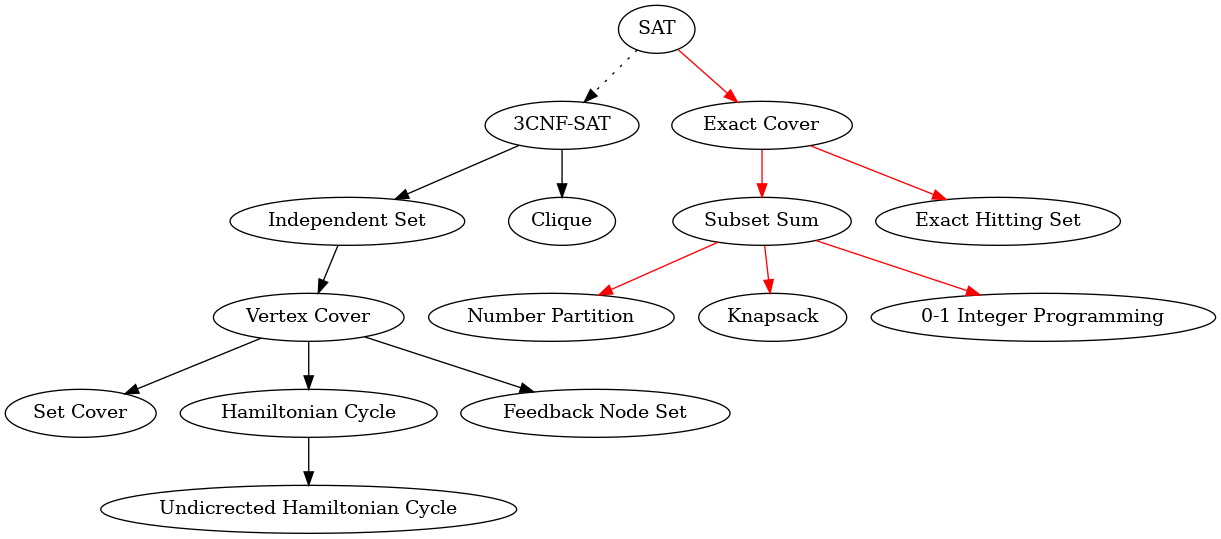 SAT
3CNF-SAT
Exact Cover
Independent Set
Clique
Subset Sum
Exact Hitting Set
Vertex Cover
Number Partition
Knapsack
0-1 Integer Programming
Set Cover
Hamiltonian Cycle
Feedback Node Set
Undicrected Hamiltonian Cycle